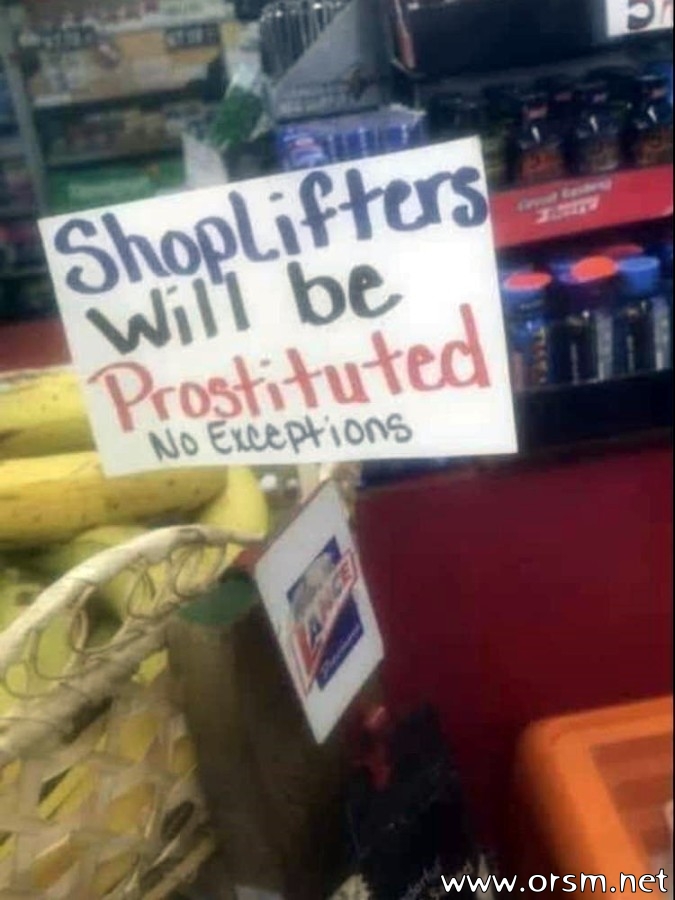 Shoplifters
will be
Prostituted
No Exceptions
LANCE
www.orsm.net